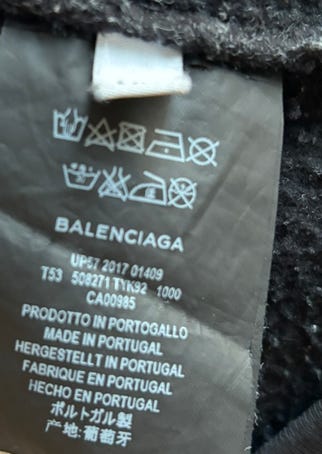 BALENCIAGA
UP57 2017 01409
T53 508271 TYK92 1000
CA00985
PRODOTTO IN PORTOGALLO
MADE IN PORTUGAL
HERGESTELLT IN PORTUGAL
FABRIQUE EN PORTUGAL
HECHO EN PORTUGAL
ポルトガル製
产地:葡萄牙